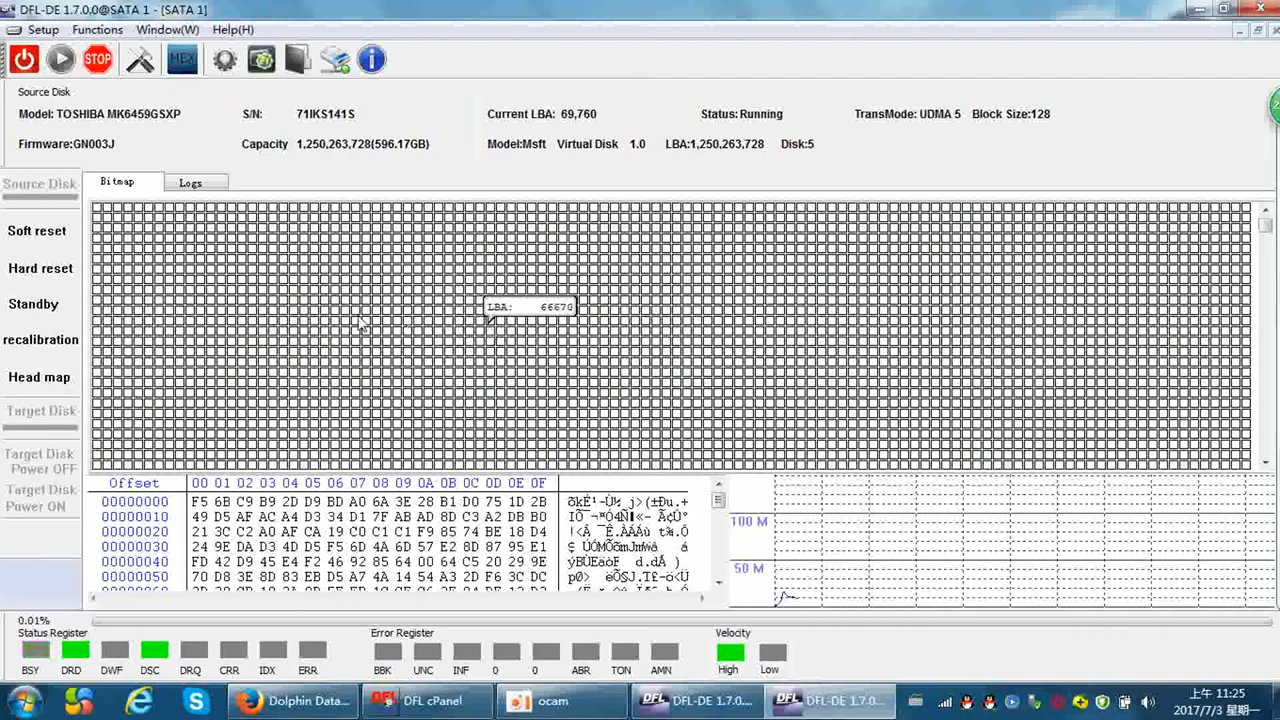 DFL-DE 1.7.0,0@SATA 1 - [SATA 1]
Setup Functions Window(W) Help(H)
STOP HEX
Source Disk
Model: TOSHIBA MK6459GSXP S/N: 71IKS141S Current LBA: 69,760 Status:Running TransMode: UDMA 5 Block Size:128
Firmware:GN003J Capacity 1,250,263,728(596.17GB) Model:Msft Virtual Disk 1.0 LBA:1,250,263,728 Disk:5
Source Disk Bitmap Logs
Soft reset
Hard reset
Standby
LBA: 66670
recalibration
Head map
Target Disk
Target Disk
Power OFF
Target Disk
Power ON
Offset 00 01 02 03 04 05 06 07 08 09 0A 0B 0C 0D 0E 0F
00000000 F5 6B C9 B9 2D D9 BD A0 6A 3E 28 B1 D0 75 1D 2B
00000010 49 D5 AF AC A4 D3 34 D1 7F AB AD 8D C3 A2 DB B0
00000020 21 3C C2 A0 AF CA 19 C0 C1 C1 F9 85 74 BE 18 D4
00000030 24 9E DA D3 4D D5 F5 6D 4A 6D 57 E2 8D 87 95 E1
00000040 FD 42 D9 45 E4 F2 46 92 85 64 00 64 C5 20 29 9E
00000050 70 D8 3E 8D 83 EB D5 A7 4A 14 54 A3 2D F6 3C DC
100 M
50 M
0.01%
Status Register Error Register Velocity
BSY DRD DWF DSC DRQ CRR IDX ERR BBK UNC INF 0 0 ABR TON AMN High Low
Dolphin Data... DFL cPanel ocam DFL-DE 1.7.0.... DFL-DE 1.7.0...
上午 11:25
2017/7/3 星期一